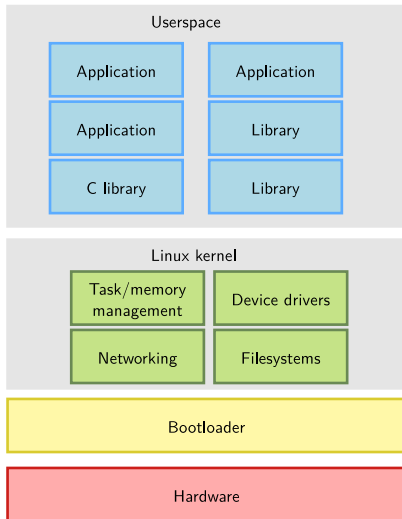 Userspace
Application
Application
Application
Library
C library
Library
Linux kernel
Task/memory
management
Device drivers
Networking
Filesystems
Bootloader
Hardware